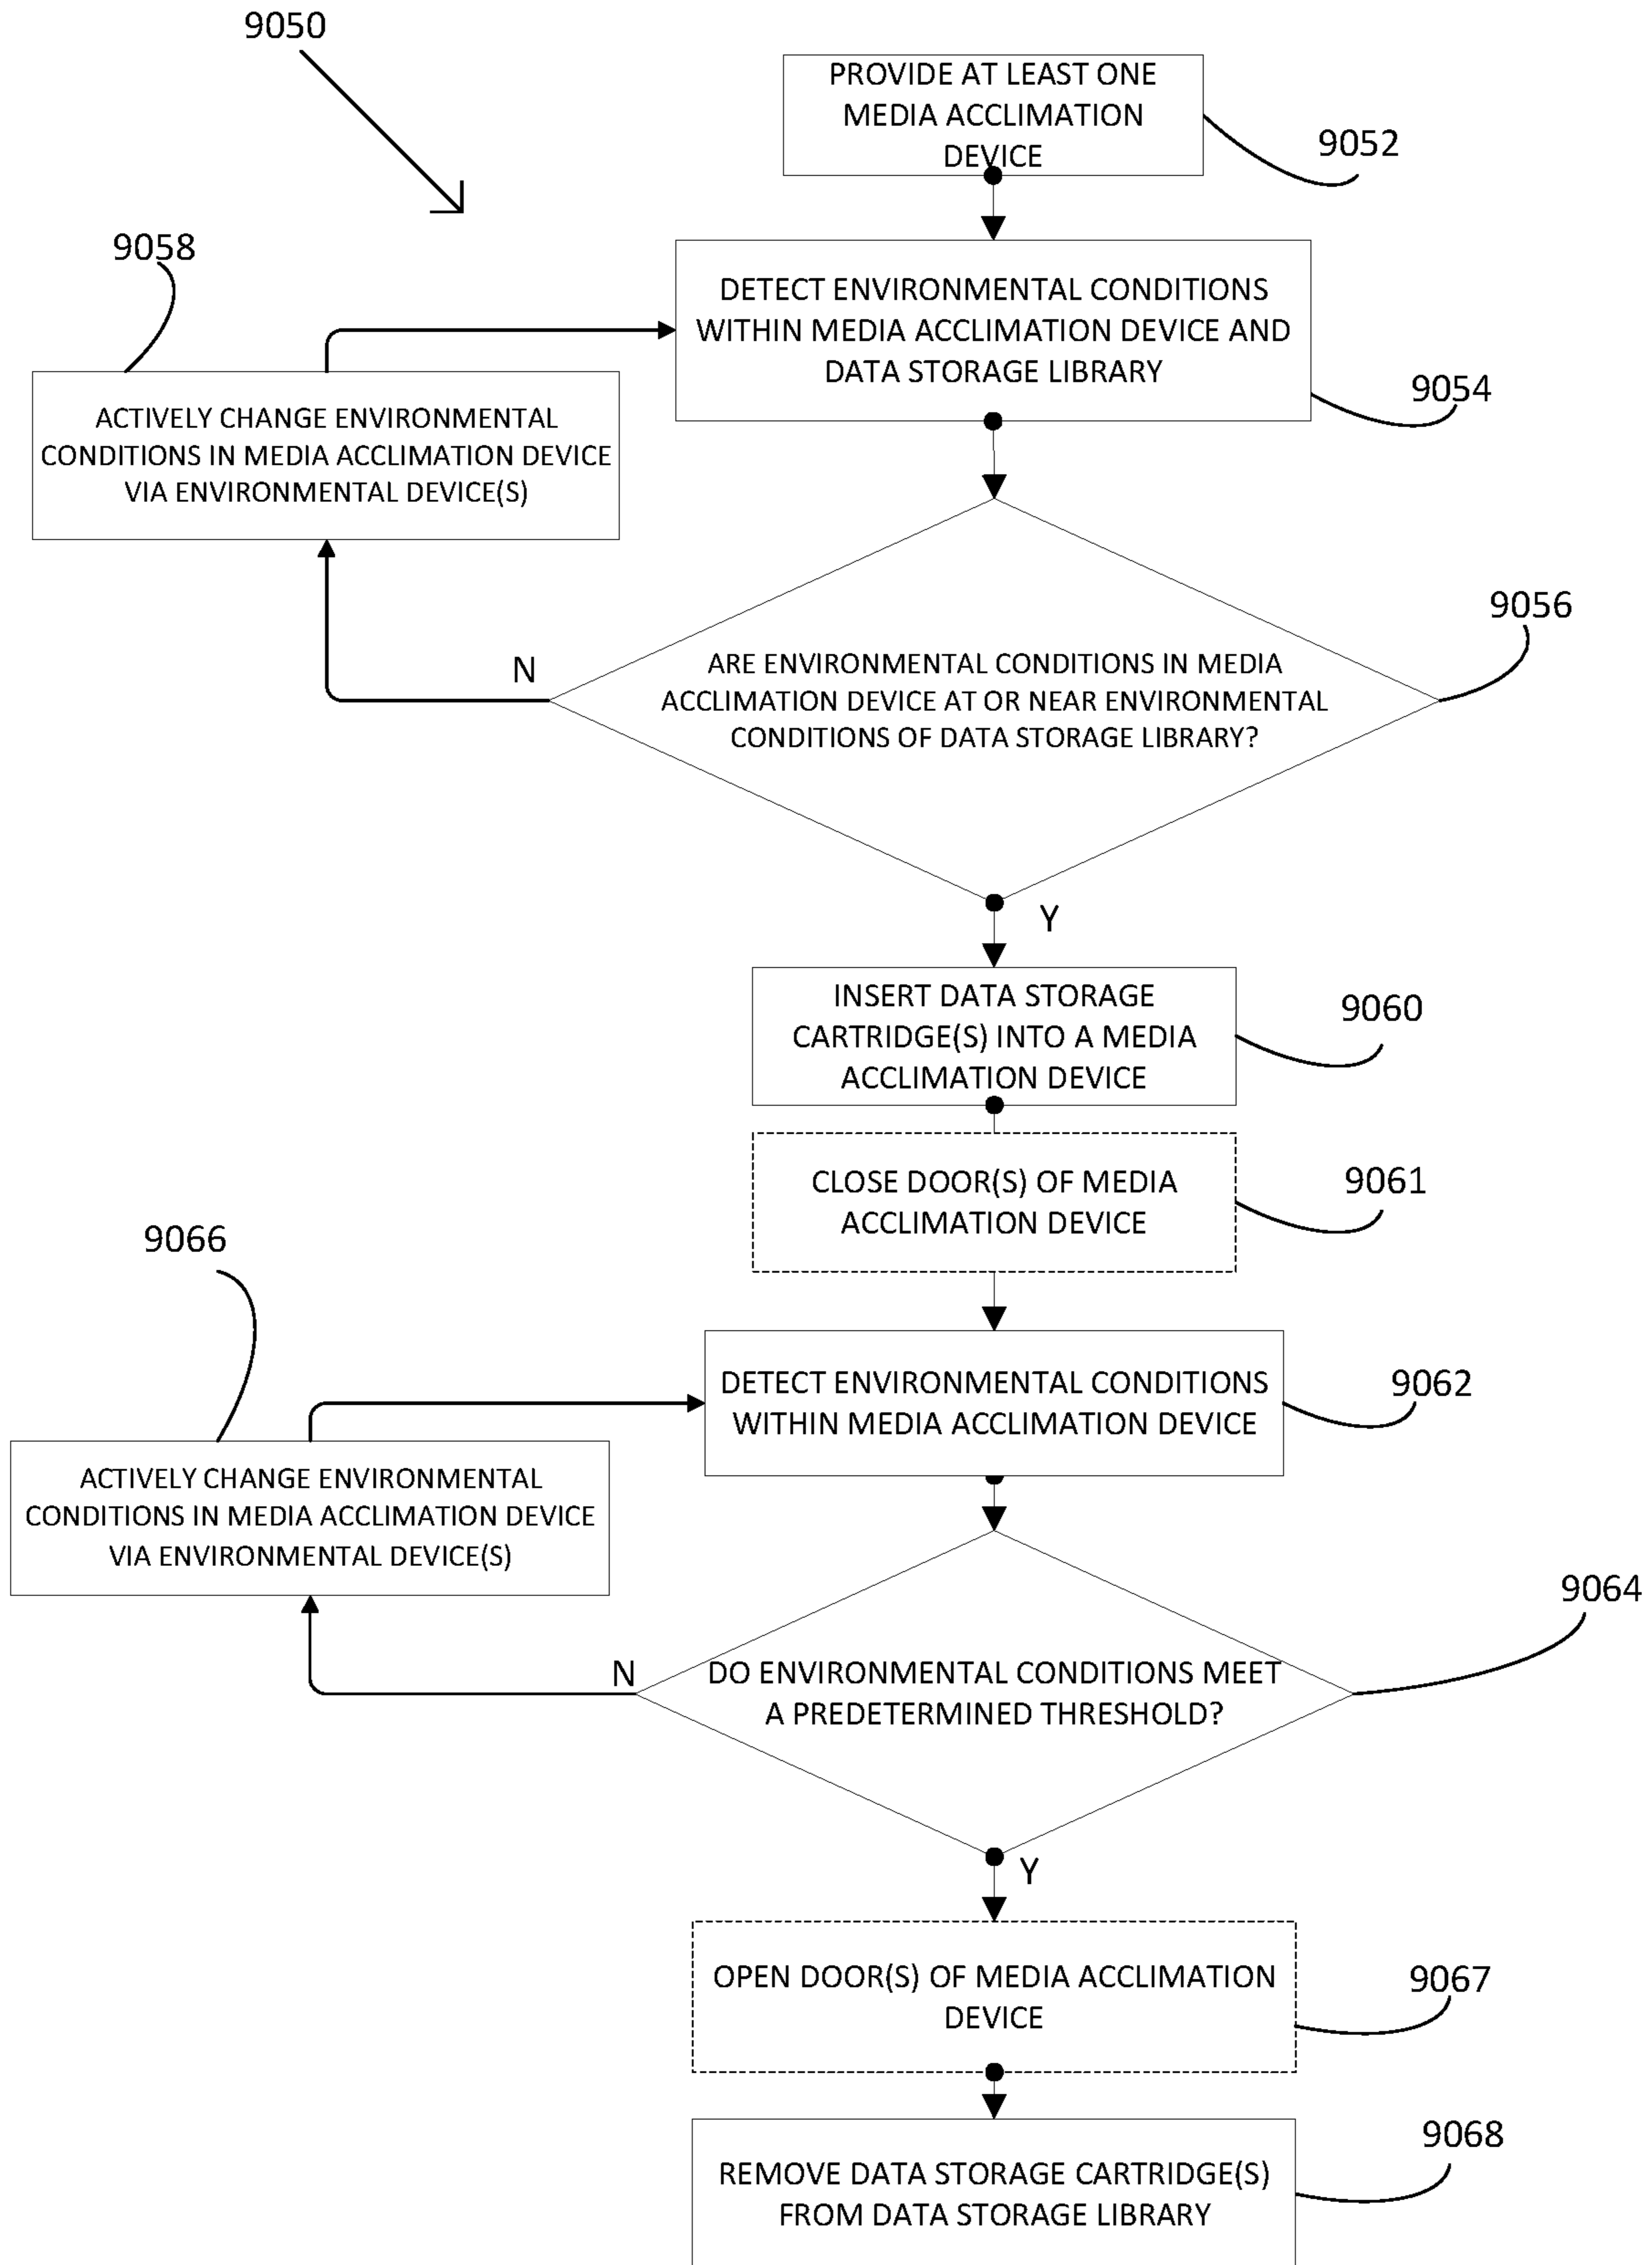 9050
PROVIDE AT LEAST ONE
MEDIA ACCLIMATION
DEVICE
9052
9058
DETECT ENVIRONMENTAL CONDITIONS
WITHIN MEDIA ACCLIMATION DEVICE AND
DATA STORAGE LIBRARY
9054
ACTIVELY CHANGE ENVIRONMENTAL
CONDITIONS IN MEDIA ACCLIMATION DEVICE
VIA ENVIRONMENTAL DEVICE(S)
9056
N
ARE ENVIRONMENTAL CONDITIONS IN MEDIA
ACCLIMATION DEVICE AT OR NEAR ENVIRONMENTAL
CONDITIONS OF DATA STORAGE LIBRARY?
Y
INSERT DATA STORAGE
CARTRIDGE(S) INTO A MEDIA
ACCLIMATION DEVICE
9060
CLOSE DOOR(S) OF MEDIA
ACCLIMATION DEVICE
9061
9066
DETECT ENVIRONMENTAL CONDITIONS
WITHIN MEDIA ACCLIMATION DEVICE
9062
ACTIVELY CHANGE ENVIRONMENTAL
CONDITIONS IN MEDIA ACCLIMATION DEVICE
VIA ENVIRONMENTAL DEVICE(S)
9064
N
DO ENVIRONMENTAL CONDITIONS MEET
A PREDETERMINED THRESHOLD?
Y
OPEN DOOR(S) OF MEDIA ACCLIMATION
DEVICE
9067
REMOVE DATA STORAGE CARTRIDGE(S)
FROM DATA STORAGE LIBRARY
9068